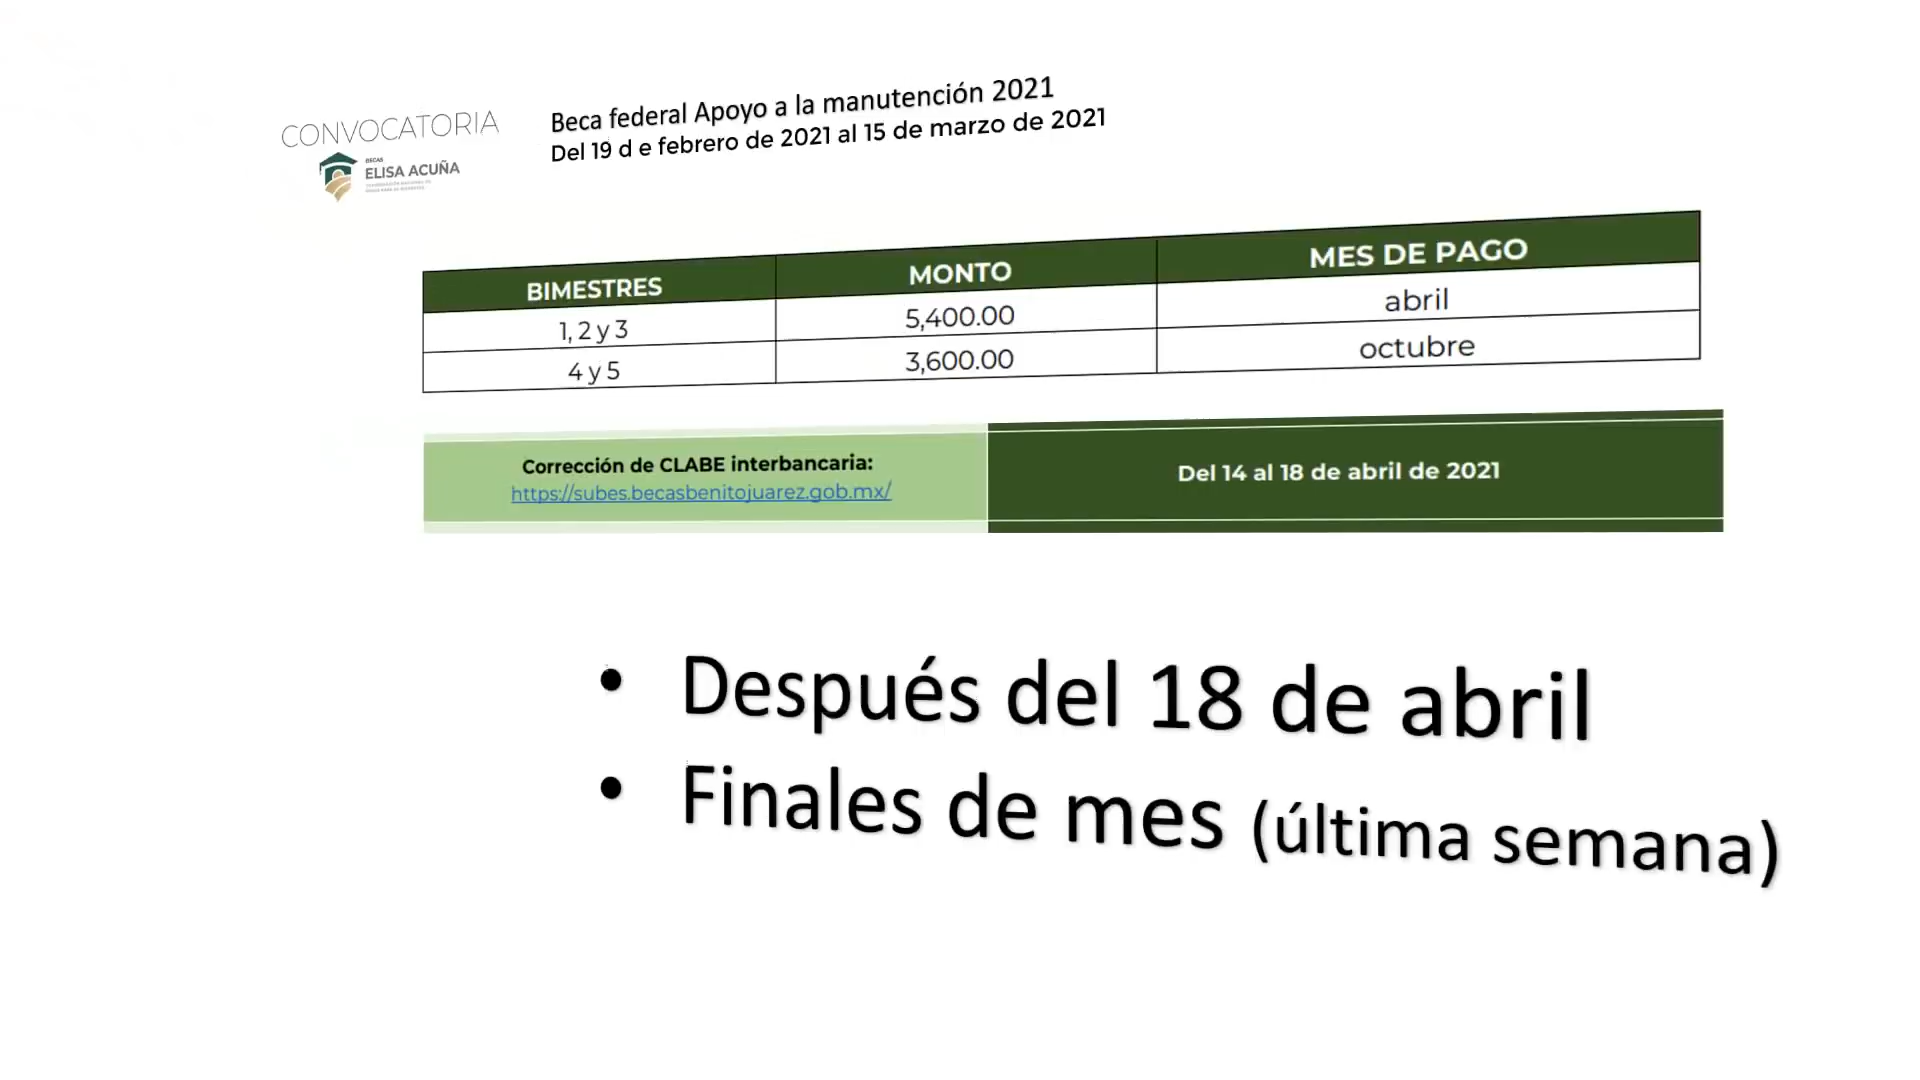 CONVOCATORIA
BECAS
ELISA ACUÑA
Beca federal Apoyo a la manutención 2021
Del 19 d e febrero de 2021 al 15 de marzo de 2021
BIMESTRES MONTO MES DE PAGO
1, 2 y 3 5,400.00 abril
4 y 5 3,600.00 octubre
Corrección de CLABE interbancaria:
https://subes.becasbenitojuarez.gob.mx/
Del 14 al 18 de abril de 2021
• Después del 18 de abril
• Finales de mes (última semana)